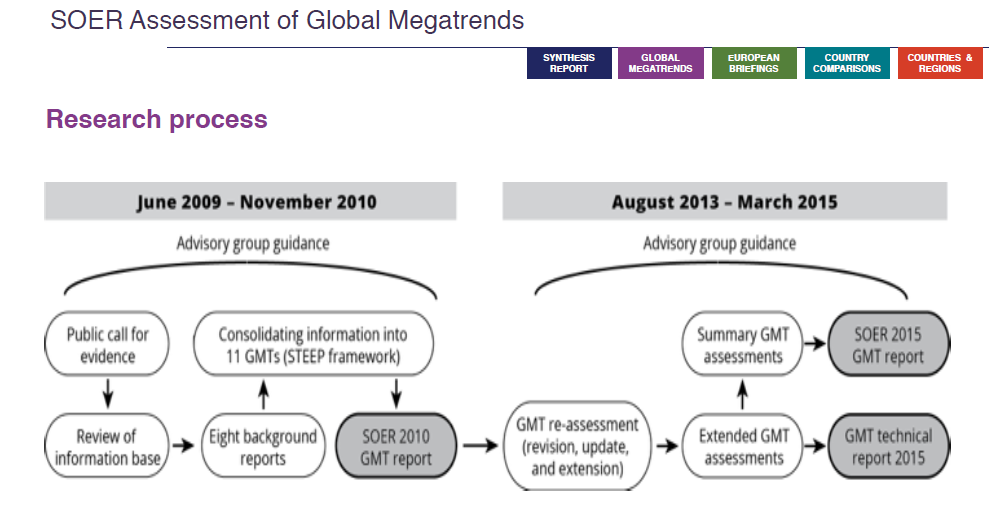 SOER Assessment of Global Megatrends
SYNTHESIS
REPORT
GLOBAL
MEGATRENDS
EUROPEAN
BRIEFINGS
COUNTRY
COMPARISONS
COUNTRIES &
REGIONS
Research process
June 2009 – November 2010
Advisory group guidance
Public call for
evidence
Consolidating information into
11 GMTs (STEEP framework)
Review of
information base
Eight background
reports
SOER 2010
GMT report
August 2013 – March 2015
Advisory group guidance
Summary GMT
assessments
SOER 2015
GMT report
GMT re-assessment
(revision, update,
and extension)
Extended GMT
assessments
GMT technical
report 2015